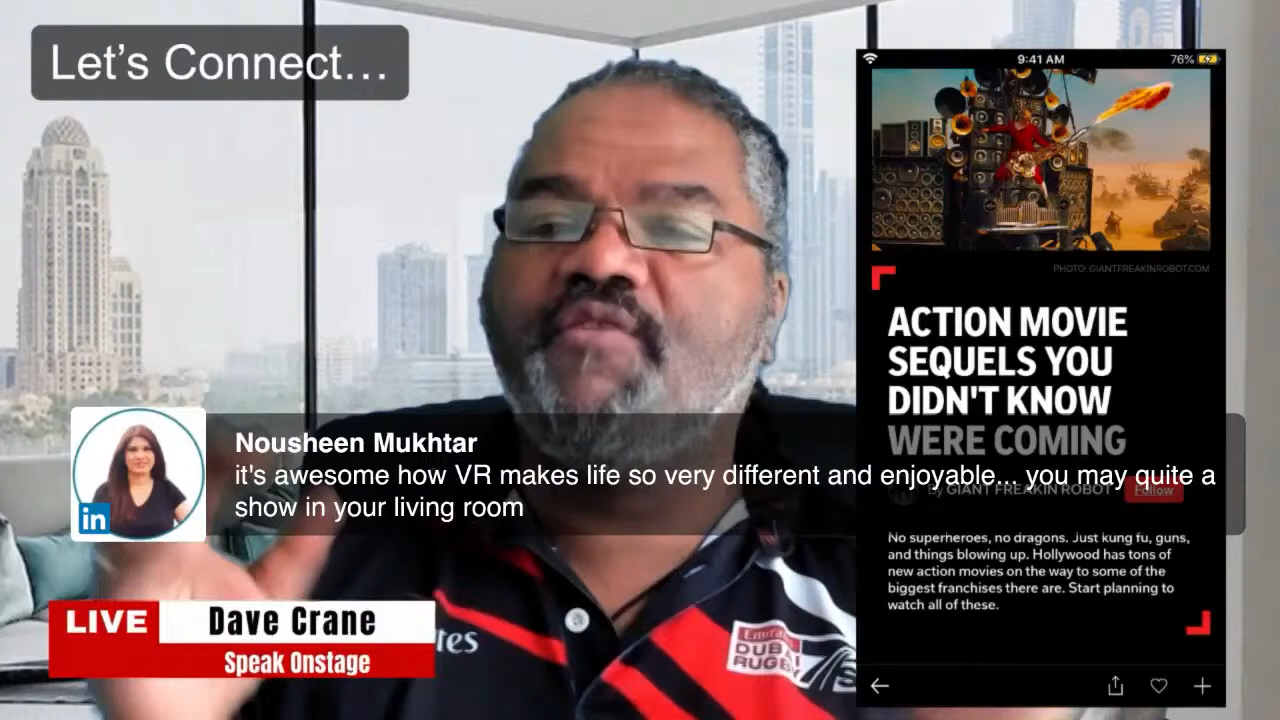 Let's Connect…
9:41 AM
76%
PHOTO: GIANTFREAKINROBOT.COM
ACTION MOVIE
SEQUELS YOU
DIDN'T KNOW
WERE COMING
Nousheen Mukhtar
it's awesome how VR makes life so very different and enjoyable... you may quite a
show in your living room
in
By GIANT FREAKIN ROBOT
Follow
No superheroes, no dragons. Just kung fu, guns,
and things blowing up. Hollywood has tons of
new action movies on the way to some of the
biggest franchises there are. Start planning to
watch all of these.
LIVE
Dave Crane
Speak Onstage
DUBAI
RUGBY